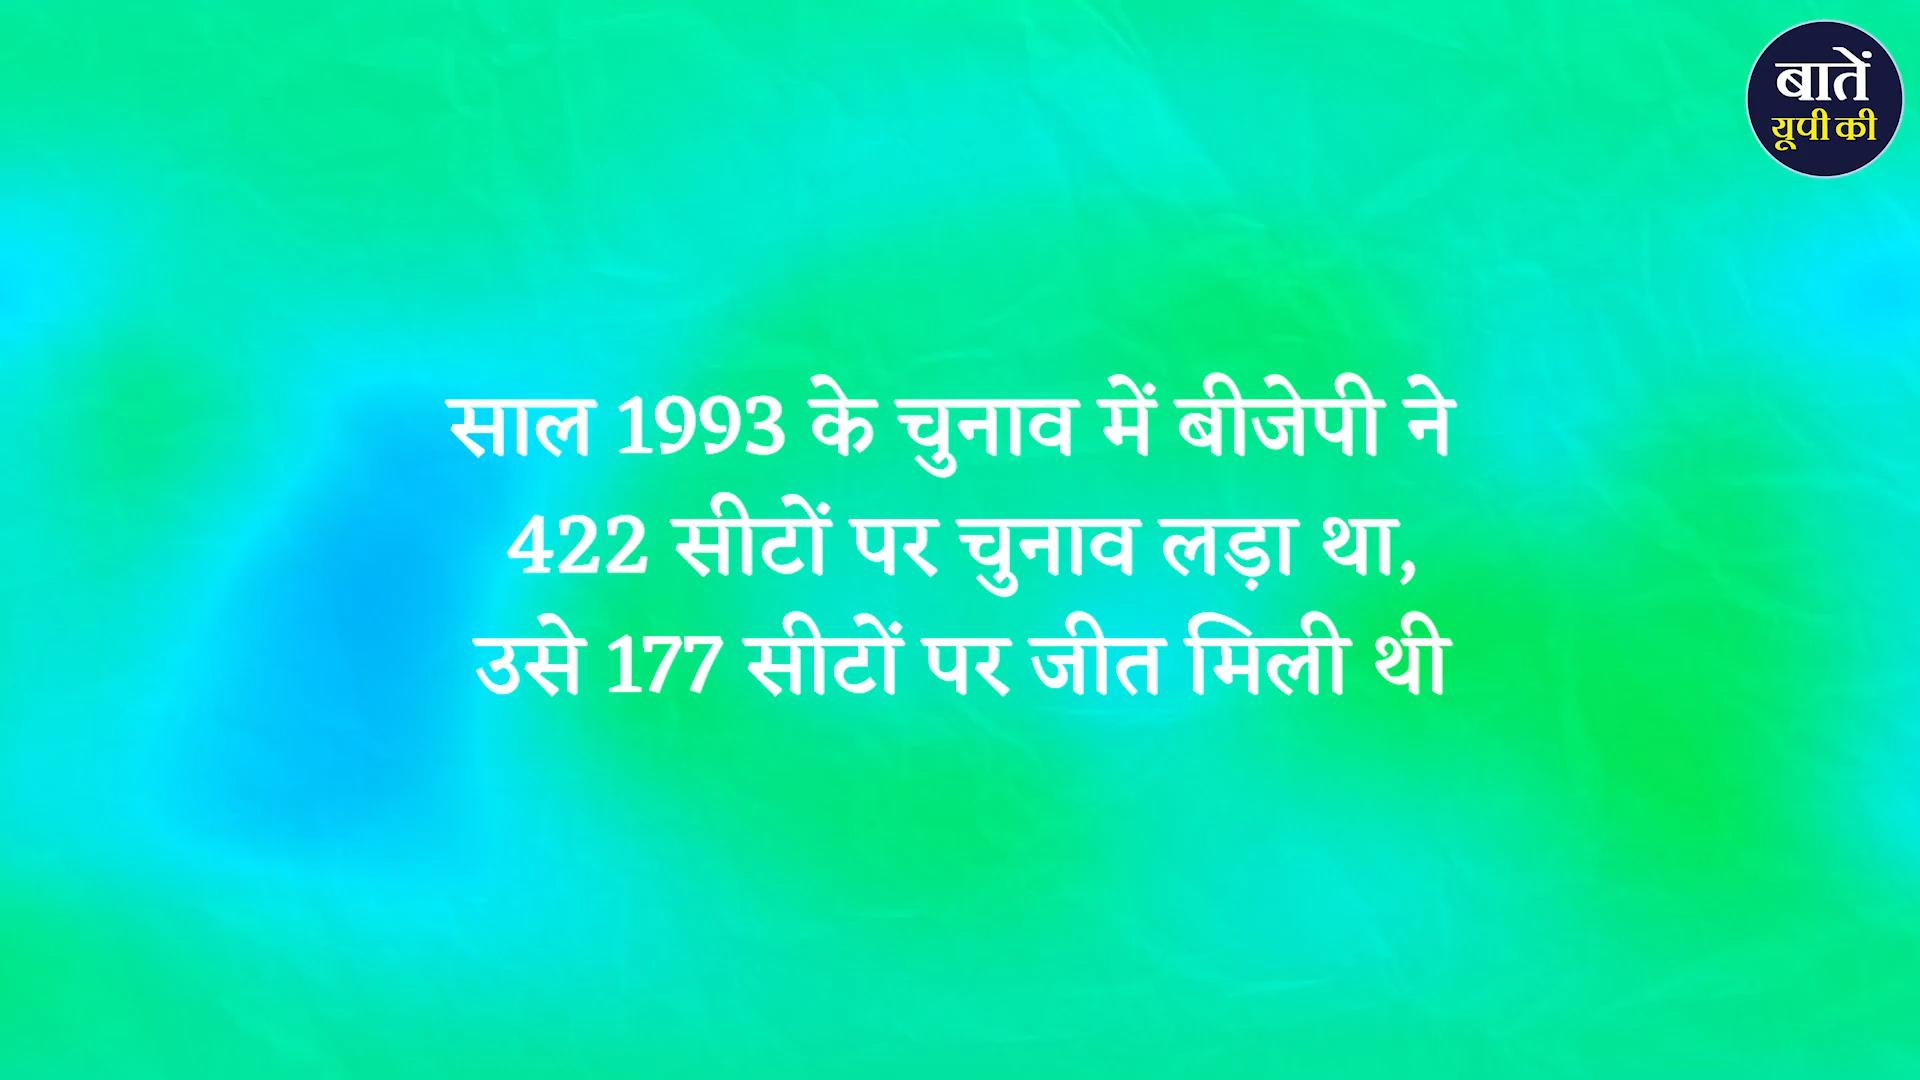 बातें
यूपी की
साल 1993 के चुनाव में बीजेपी ने
422 सीटों पर चुनाव लड़ा था,
उसे 177 सीटों पर जीत मिली थी